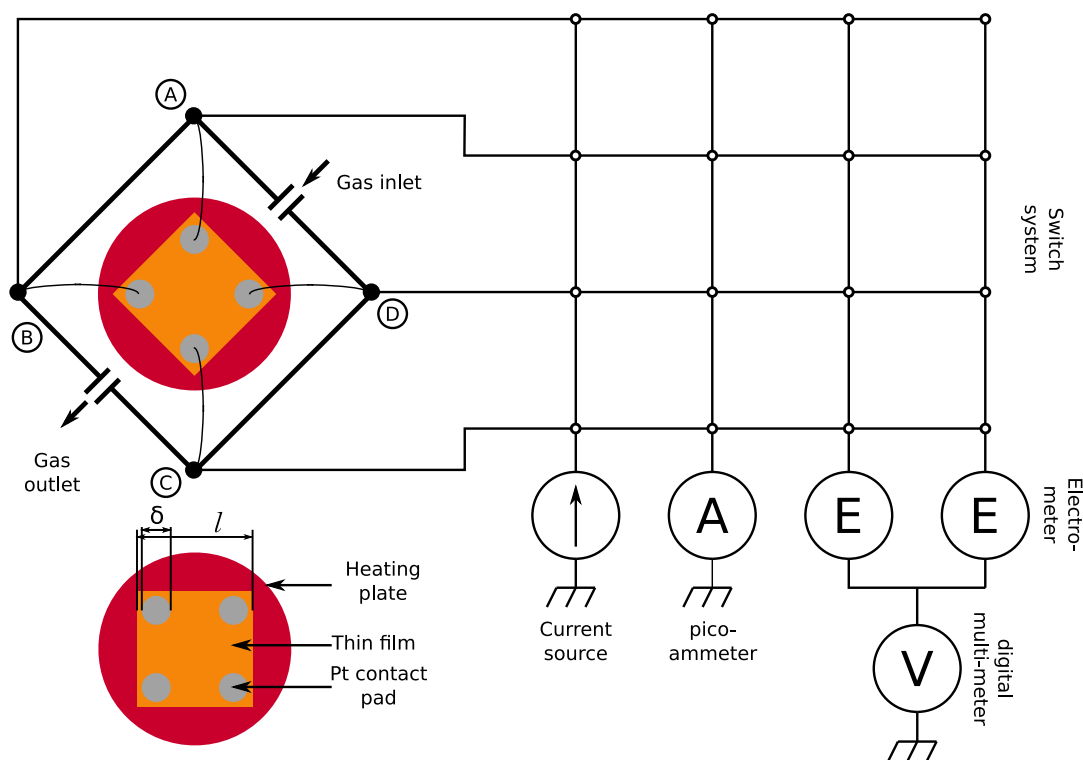 A
Gas inlet
D
B
Gas
outlet
C
Switch
system
δ
l
Heating
plate
Thin film
Pt contact
pad
A
E
E
Electro-
meter
Current
source
pico-
ammeter
V
digital
multi-meter